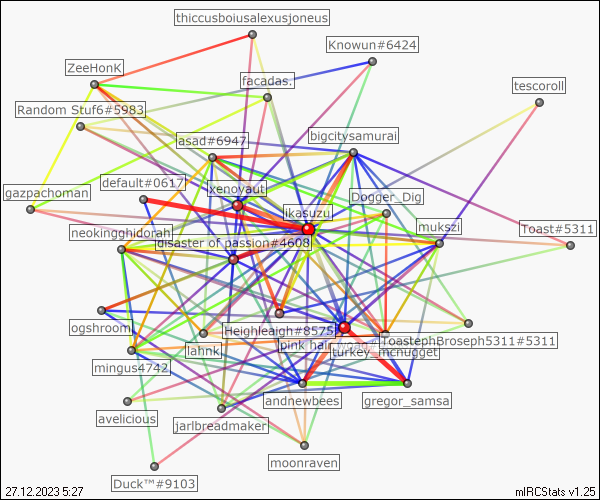 thiccusboiusalexusjoneus
Knowun#6424
ZeeHonK
facadas.
tescoroll
Random Stuf6#5983
bigcitysamurai
asad#6947
default#0617
xenoyaut
gazpachoman
Dogger_Dig
ikasuzu
mukszi
Toast#5311
neokingghidorah
disaster of passion#4608
ogshroom
Heighleaigh#8575
ToastephBroseph5311#5311
lahnk
pink hair
turkey_mcnugget
mingus4742
andnewbees
gregor_samsa
avelicious
jarlbreadmaker
moonraven
Duck™#9103
27.12.2023 5:27
mIRCStats v1.25